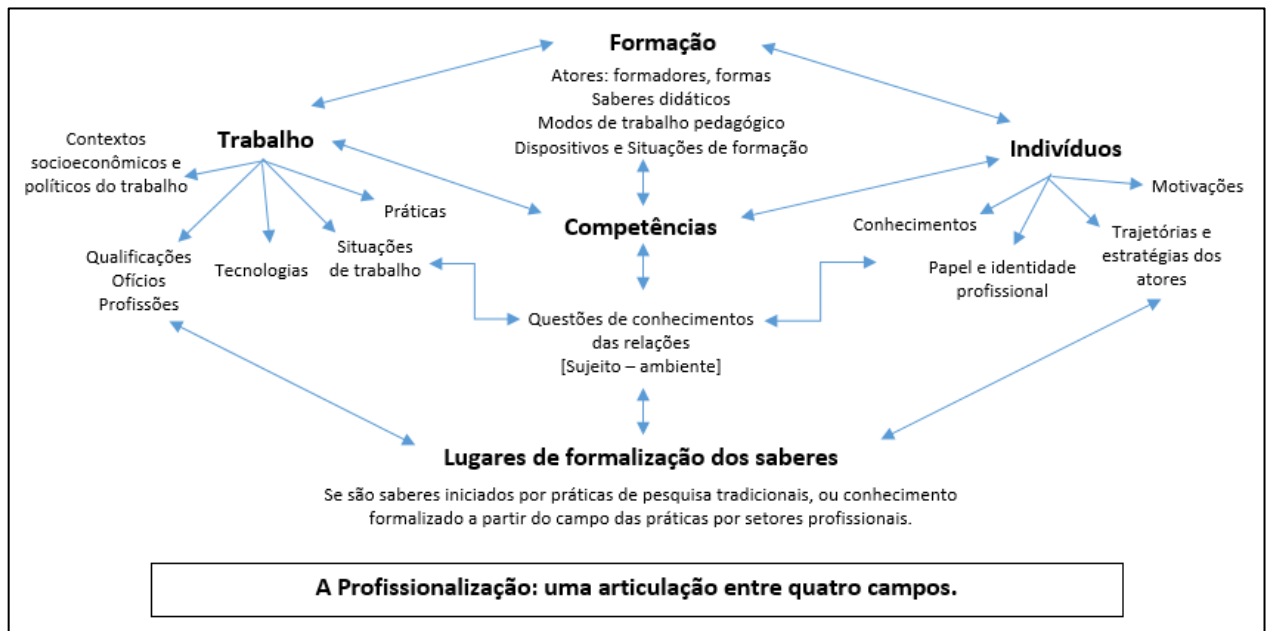 Formação
Atores: formadores, formas
Saberes didáticos
Modos de trabalho pedagógico
Dispositivos e Situações de formação
Trabalho
Contextos
socioeconômicos e
políticos do trabalho
Práticas
Situações
de trabalho
Tecnologias
Qualificações
Ofícios
Profissões
Competências
Indivíduos
Motivações
Conhecimentos
Trajetórias e
estratégias dos
atores
Papel e identidade
profissional
Questões de conhecimentos
das relações
[Sujeito – ambiente]
Lugares de formalização dos saberes
Se são saberes iniciados por práticas de pesquisa tradicionais, ou conhecimento
formalizado a partir do campo das práticas por setores profissionais.
A Profissionalização: uma articulação entre quatro campos.